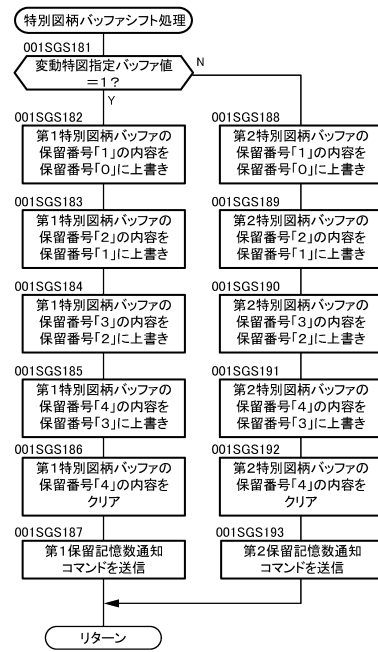 特別図柄バッファシフト処理
001SGS181
変動特図指定バッファ値
＝1？
N
Y
001SGS182
第1特別図柄バッファの
保留番号｢1｣の内容を
保留番号｢0｣に上書き
001SGS183
第1特別図柄バッファの
保留番号｢2｣の内容を
保留番号｢1｣に上書き
001SGS184
第1特別図柄バッファの
保留番号｢3｣の内容を
保留番号｢2｣に上書き
001SGS185
第1特別図柄バッファの
保留番号｢4｣の内容を
保留番号｢3｣に上書き
001SGS186
第1特別図柄バッファの
保留番号｢4｣の内容を
クリア
001SGS187
第1保留記憶数通知
コマンドを送信
001SGS188
第2特別図柄バッファの
保留番号｢1｣の内容を
保留番号｢0｣に上書き
001SGS189
第2特別図柄バッファの
保留番号｢2｣の内容を
保留番号｢1｣に上書き
001SGS190
第2特別図柄バッファの
保留番号｢3｣の内容を
保留番号｢2｣に上書き
001SGS191
第2特別図柄バッファの
保留番号｢4｣の内容を
保留番号｢3｣に上書き
001SGS192
第2特別図柄バッファの
保留番号｢4｣の内容を
クリア
001SGS193
第2保留記憶数通知
コマンドを送信
リターン